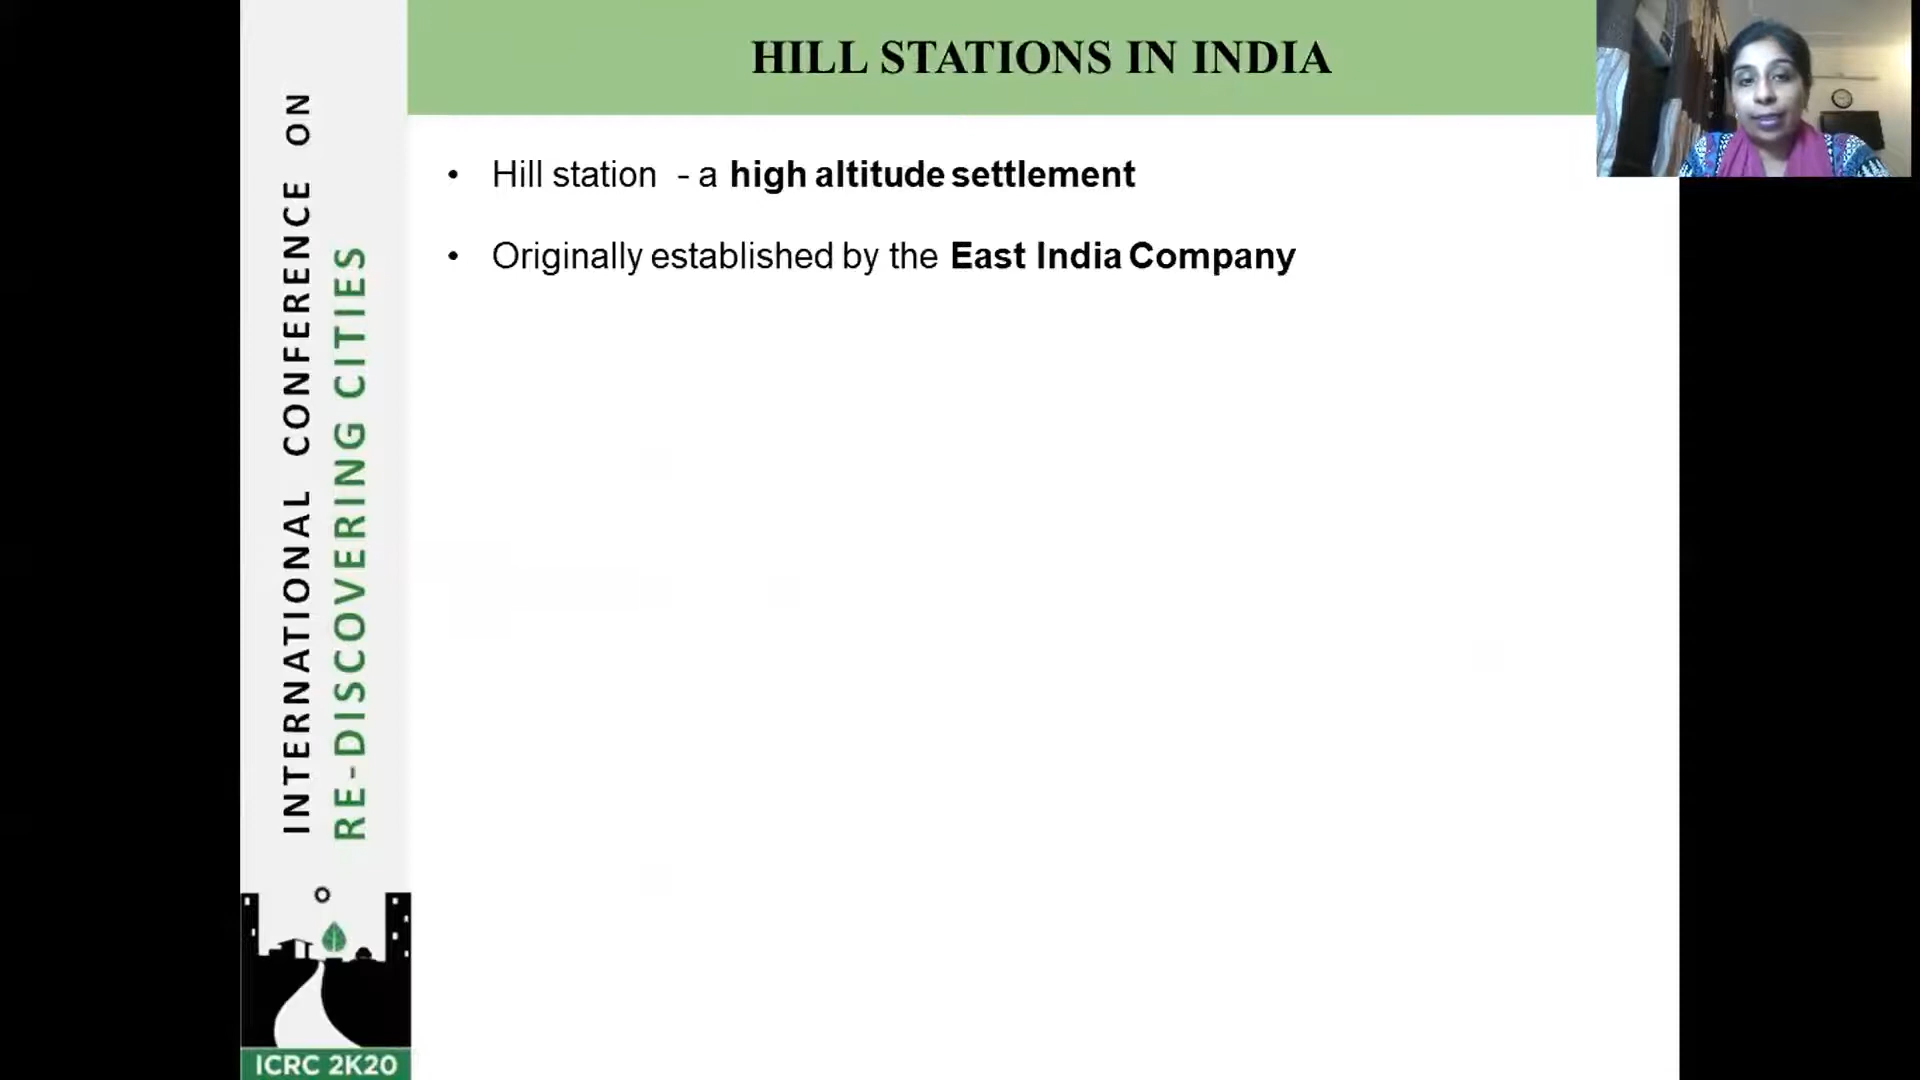 HILL STATIONS IN INDIA
• Hill station - a high altitude settlement
• Originally established by the East India Company
INTERNATIONAL CONFERENCE ON
RE-DISCOVERING CITIES
ICRC 2K20